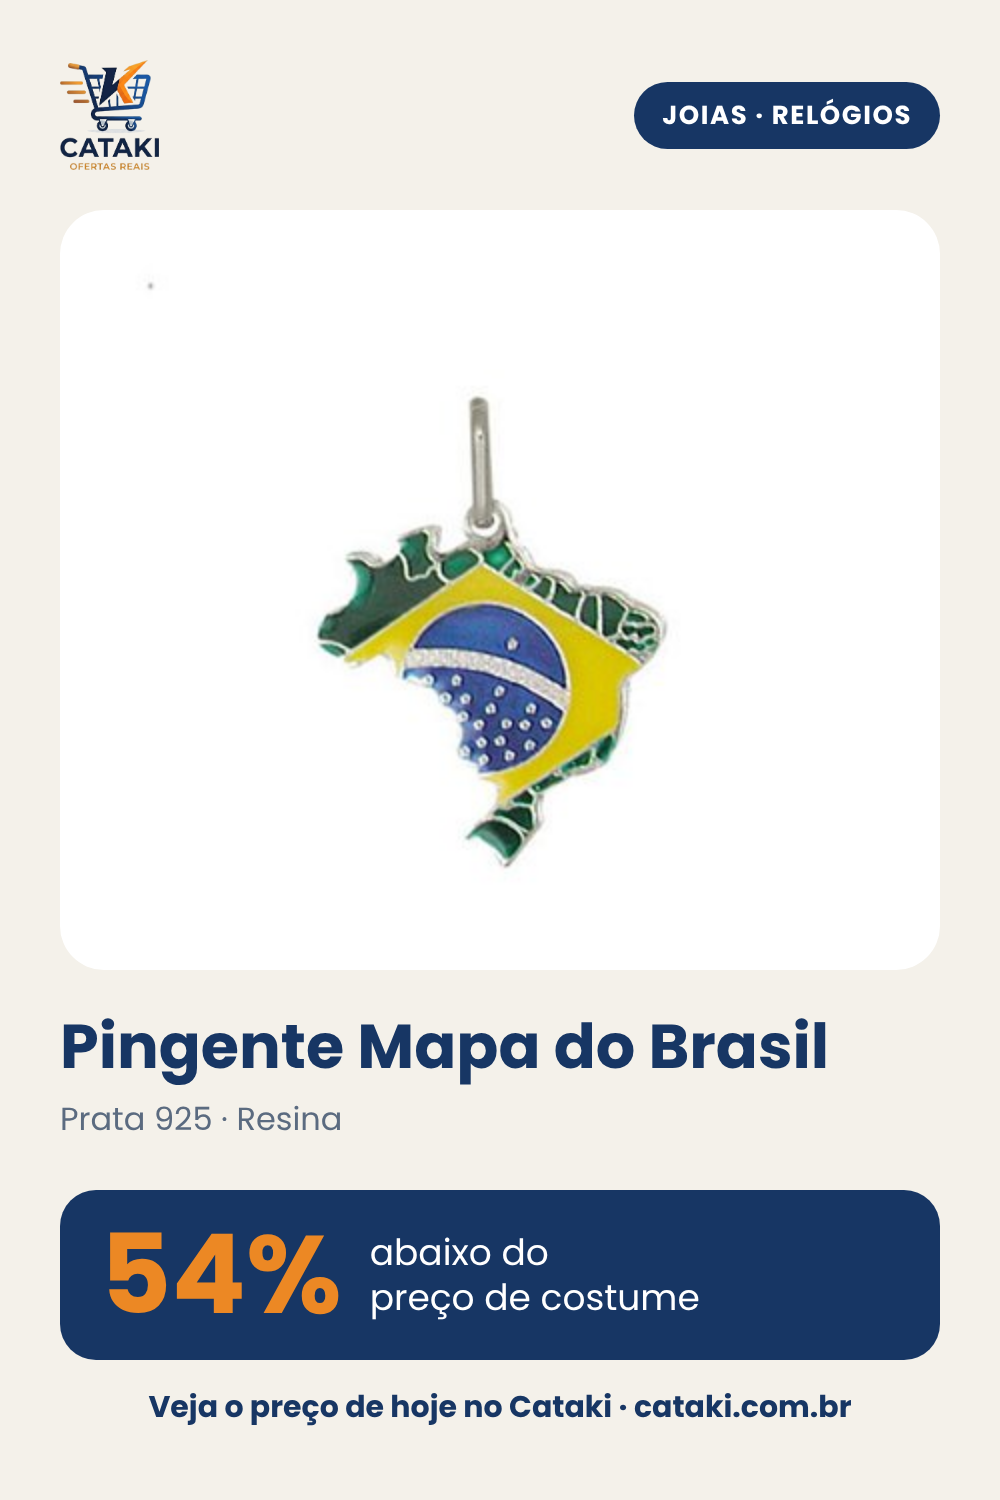 CATAKI
OFERTAS REAIS
JOIAS · RELÓGIOS
Pingente Mapa do Brasil
Prata 925 · Resina
54%
abaixo do
preço de costume
Veja o preço de hoje no Cataki · cataki.com.br